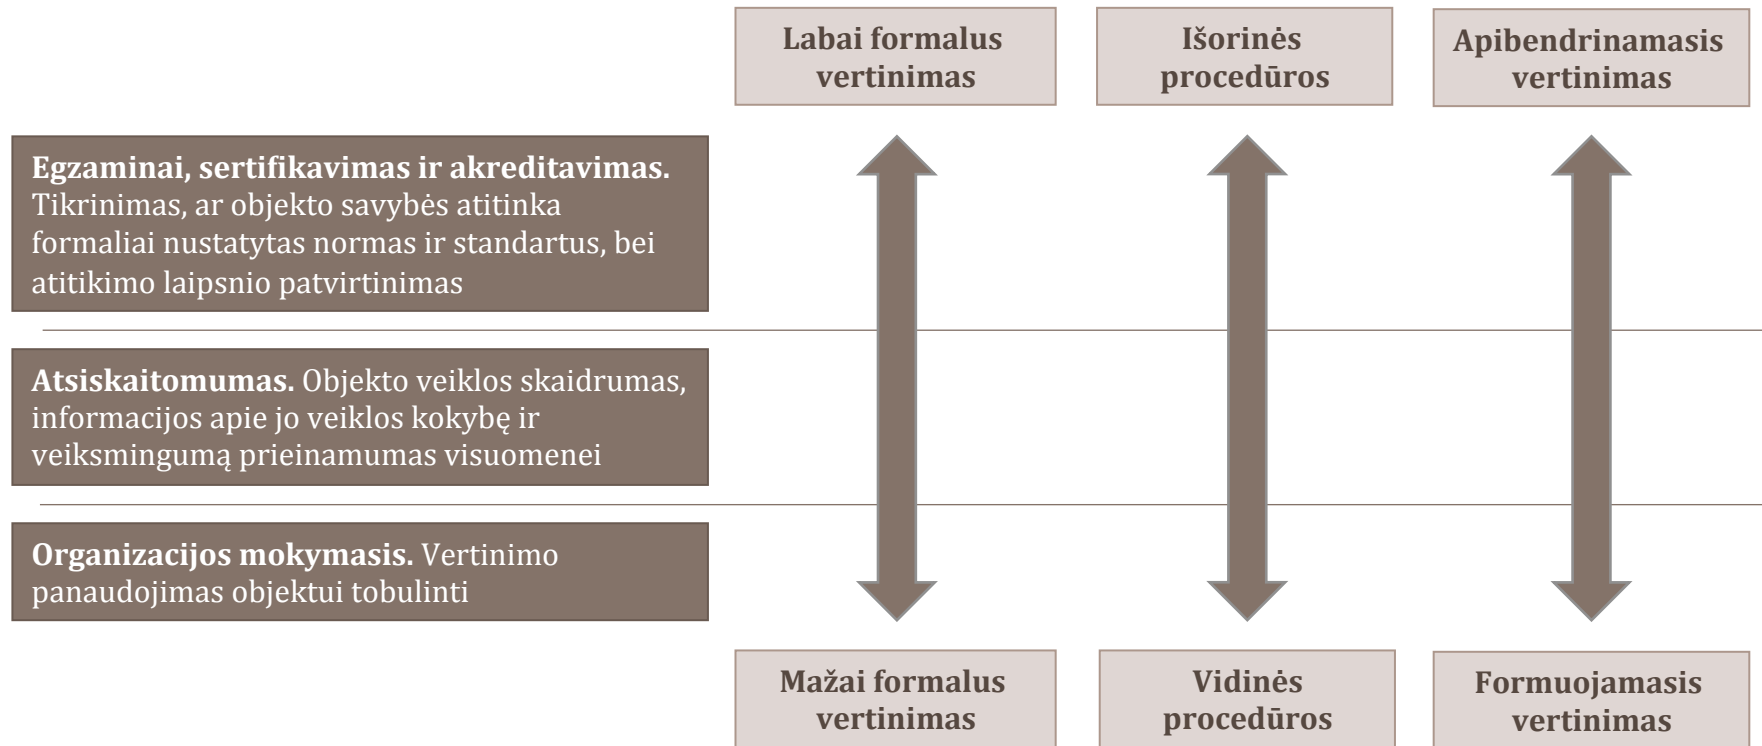 Labai formalus
vertinimas
Išorinės
procedūros
Apibendrinamasis
vertinimas
Egzaminai, sertifikavimas ir akreditavimas.
Tikrinimas, ar objekto savybės atitinka
formaliai nustatytas normas ir standartus, bei
atitikimo laipsnio patvirtinimas
Atsiskaitomumas. Objekto veiklos skaidrumas,
informacijos apie jo veiklos kokybę ir
veiksmingumą prieinamumas visuomenei
Organizacijos mokymasis. Vertinimo
panaudojimas objektui tobulinti
Mažai formalus
vertinimas
Vidinės
procedūros
Formuojamasis
vertinimas